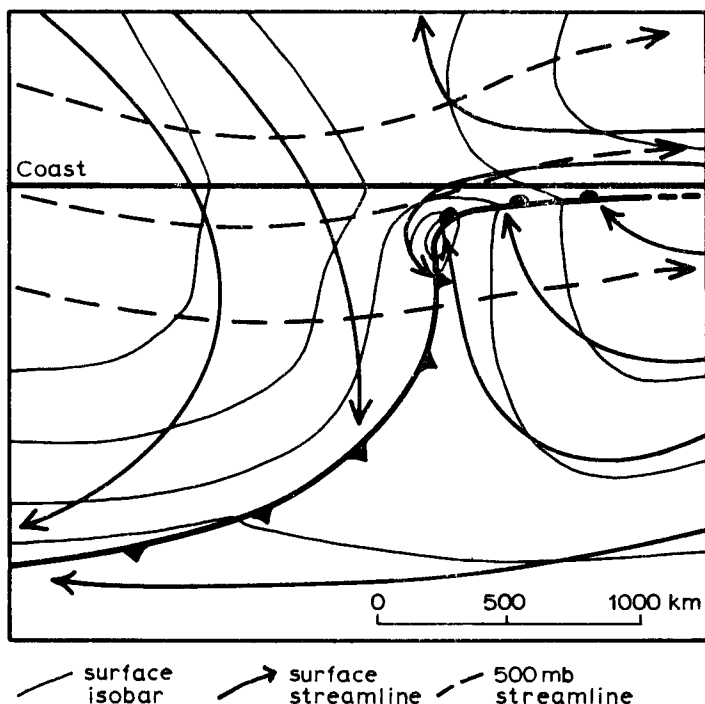 Coast
0 500 1000 km
surface isobar
surface streamline
500 mb streamline